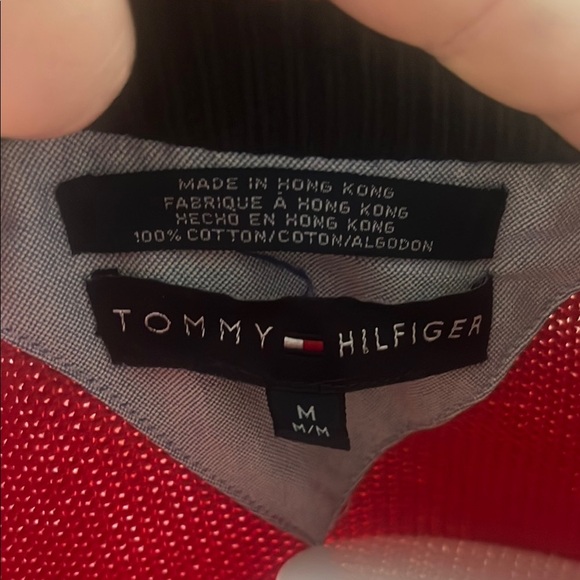 MADE IN HONG KONG
FABRIQUE À HONG KONG
HECHO EN HONG KONG
100% COTTON/COTON/ALGODON
TOMMY HILFIGER
M
M/M